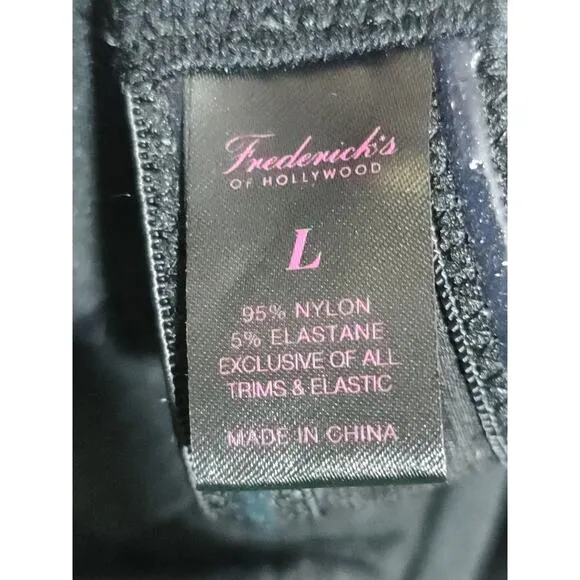 Frederick's
OF HOLLYWOOD
L
95% NYLON
5% ELASTANE
EXCLUSIVE OF ALL
TRIMS & ELASTIC
MADE IN CHINA